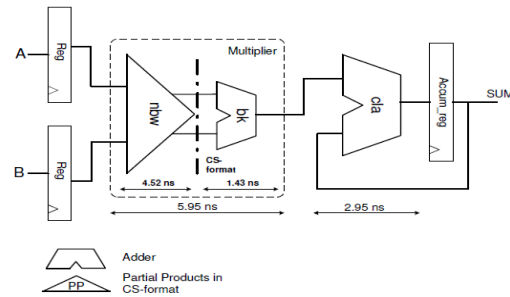 A
Reg
B
Reg
Multiplier
nbw
CS-
format
bk
4.52 ns
1.43 ns
5.95 ns
cla
2.95 ns
Accum_reg
SUM
Adder
PP
Partial Products in
CS-format